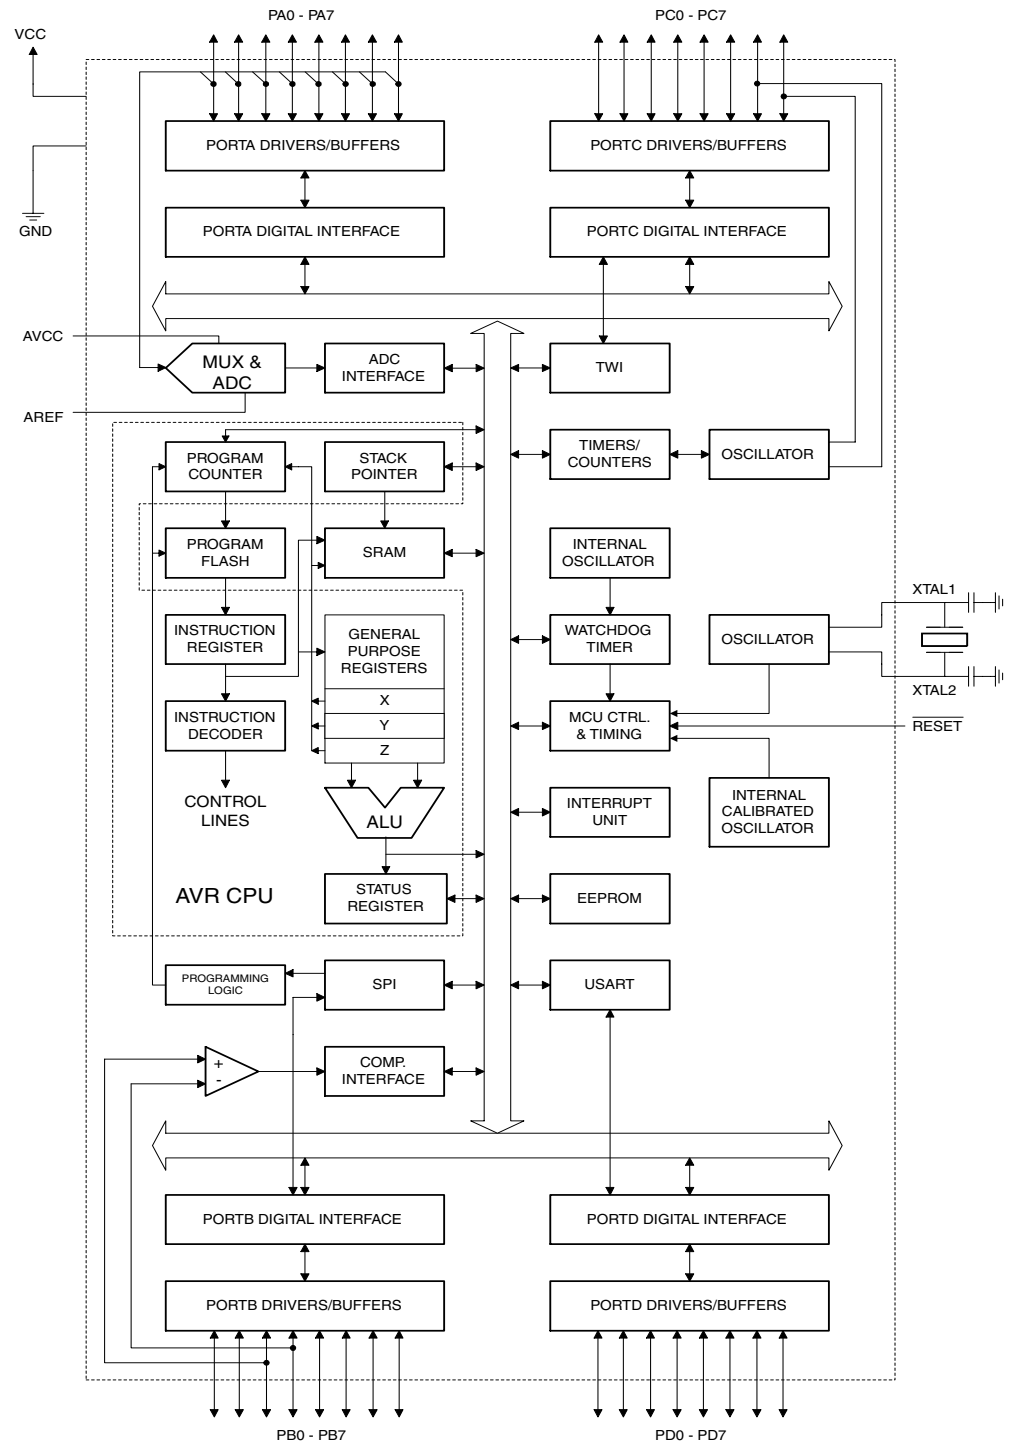 PA0 - PA7
PC0 - PC7
VCC
PORTA DRIVERS/BUFFERS
PORTC DRIVERS/BUFFERS
GND
PORTA DIGITAL INTERFACE
PORTC DIGITAL INTERFACE
AVCC
MUX &
ADC
ADC
INTERFACE
TWI
AREF
PROGRAM
COUNTER
STACK
POINTER
TIMERS/
COUNTERS
OSCILLATOR
PROGRAM
FLASH
SRAM
INTERNAL
OSCILLATOR
XTAL1
INSTRUCTION
REGISTER
GENERAL
PURPOSE
REGISTERS
WATCHDOG
TIMER
OSCILLATOR
XTAL2
X
INSTRUCTION
DECODER
Y
Z
MCU CTRL.
& TIMING
RESET
CONTROL
LINES
ALU
INTERRUPT
UNIT
INTERNAL
CALIBRATED
OSCILLATOR
AVR CPU
STATUS
REGISTER
EEPROM
PROGRAMMING
LOGIC
SPI
USART
+
-
COMP.
INTERFACE
PORTB DIGITAL INTERFACE
PORTD DIGITAL INTERFACE
PORTB DRIVERS/BUFFERS
PORTD DRIVERS/BUFFERS
PB0 - PB7
PD0 - PD7